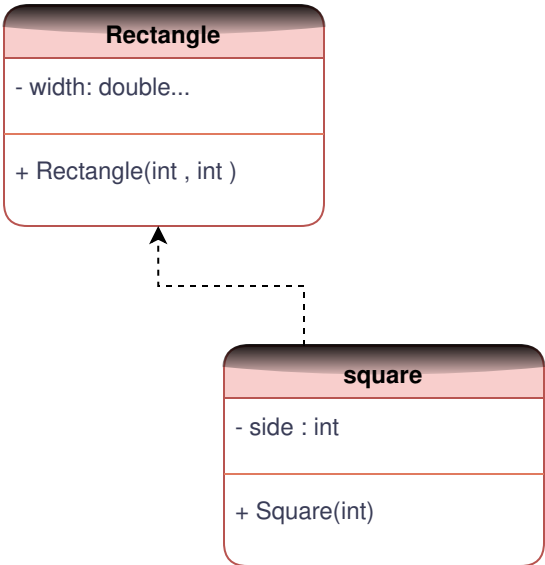 Rectangle
- width: double...
+ Rectangle(int , int )
square
- side : int
+ Square(int)